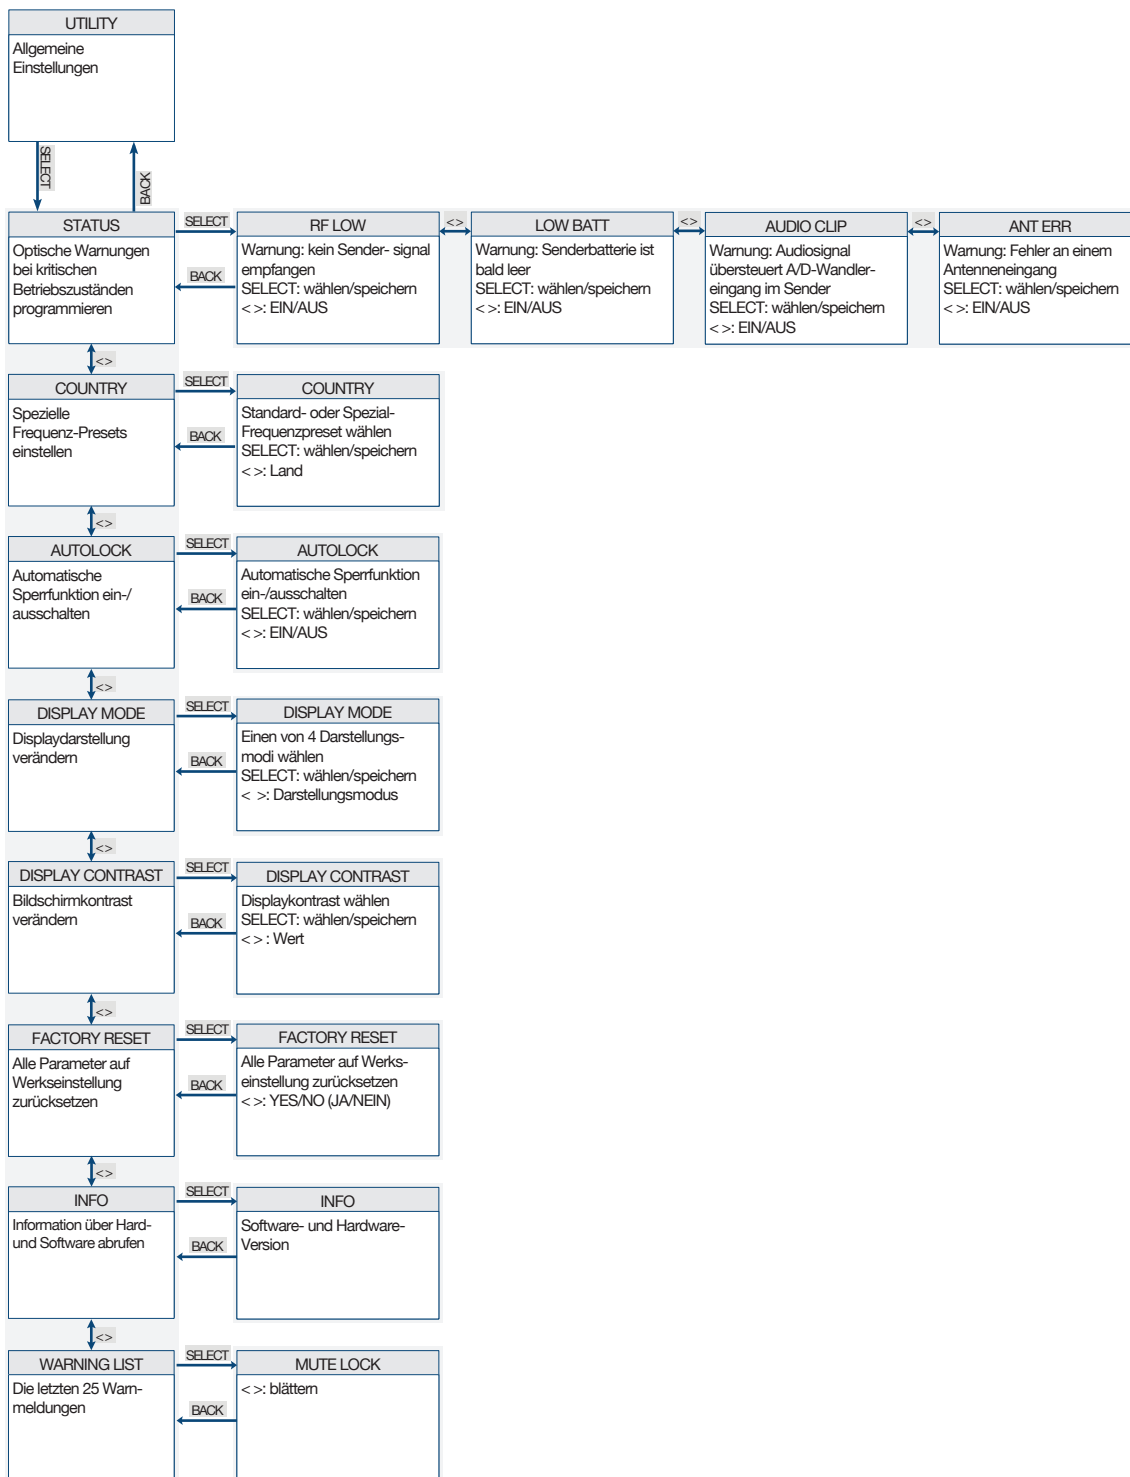 UTILITY
Allgemeine
Einstellungen
SELECT
BACK
STATUS
Optische Warnungen
bei kritischen
Betriebszuständen
programmieren
SELECT
BACK
RF LOW
Warnung: kein Sender- signal
empfangen
SELECT: wählen/speichern
< >: EIN/AUS
< >
LOW BATT
Warnung: Senderbatterie ist
bald leer
SELECT: wählen/speichern
< >: EIN/AUS
< >
AUDIO CLIP
Warnung: Audiosignal
übersteuert A/D-Wandler-
eingang im Sender
SELECT: wählen/speichern
< >: EIN/AUS
< >
ANT ERR
Warnung: Fehler an einem
Antenneneingang
SELECT: wählen/speichern
< >: EIN/AUS
< >
COUNTRY
Spezielle
Frequenz-Presets
einstellen
SELECT
BACK
COUNTRY
Standard- oder Spezial-
Frequenzpreset wählen
SELECT: wählen/speichern
< >: Land
< >
AUTOLOCK
Automatische
Sperrfunktion ein-/
ausschalten
SELECT
BACK
AUTOLOCK
Automatische Sperrfunktion
ein-/ausschalten
SELECT: wählen/speichern
< >: EIN/AUS
< >
DISPLAY MODE
Displaydarstellung
verändern
SELECT
BACK
DISPLAY MODE
Einen von 4 Darstellungs-
modi wählen
SELECT: wählen/speichern
< >: Darstellungsmodus
< >
DISPLAY CONTRAST
Bildschirmkontrast
verändern
SELECT
BACK
DISPLAY CONTRAST
Displaykontrast wählen
SELECT: wählen/speichern
< > : Wert
< >
FACTORY RESET
Alle Parameter auf
Werkseinstellung
zurücksetzen
SELECT
BACK
FACTORY RESET
Alle Parameter auf Werks-
einstellung zurücksetzen
< >: YES/NO (JA/NEIN)
< >
INFO
Information über Hard-
und Software abrufen
SELECT
BACK
INFO
Software- und Hardware-
Version
< >
WARNING LIST
Die letzten 25 Warn-
meldungen
SELECT
BACK
MUTE LOCK
< >: blättern